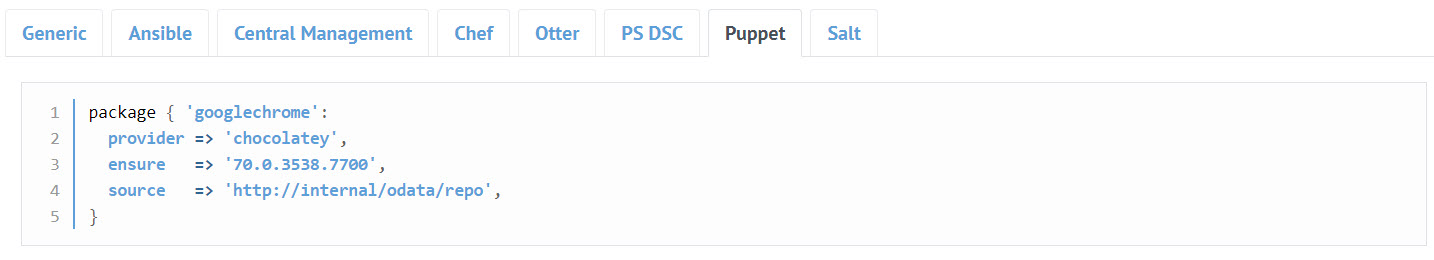 Generic Ansible Central Management Chef Otter PS DSC Puppet Salt
1 package { 'googlechrome':
2   provider => 'chocolatey',
3   ensure   => '70.0.3538.7700',
4   source   => 'http://internal/odata/repo',
5 }